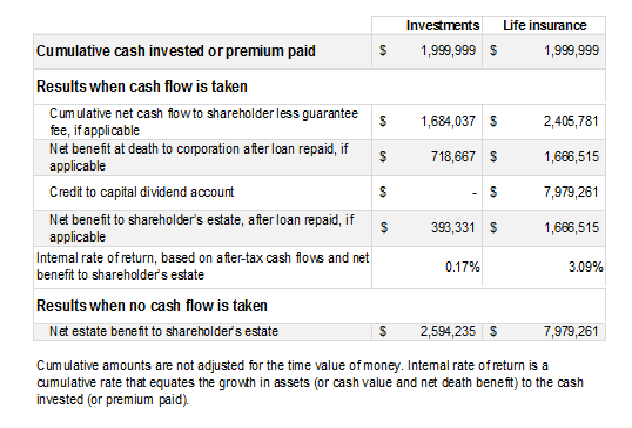 Investments Life insurance
Cumulative cash invested or premium paid $ 1,999,999 $ 1,999,999
Results when cash flow is taken
Cumulative net cash flow to shareholder less guarantee
fee, if applicable $ 1,684,037 $ 2,405,781
Net benefit at death to corporation after loan repaid, if
applicable $ 718,667 $ 1,666,515
Credit to capital dividend account $ - $ 7,979,261
Net benefit to shareholder's estate, after loan repaid, if
applicable $ 393,331 $ 1,666,515
Internal rate of return, based on after-tax cash flows and net
benefit to shareholder's estate 0.17% 3.09%
Results when no cash flow is taken
Net estate benefit to shareholder's estate $ 2,594,235 $ 7,979,261
Cumulative amounts are not adjusted for the time value of money. Internal rate of return is a
cumulative rate that equates the growth in assets (or cash value and net death benefit) to the cash
invested (or premium paid).